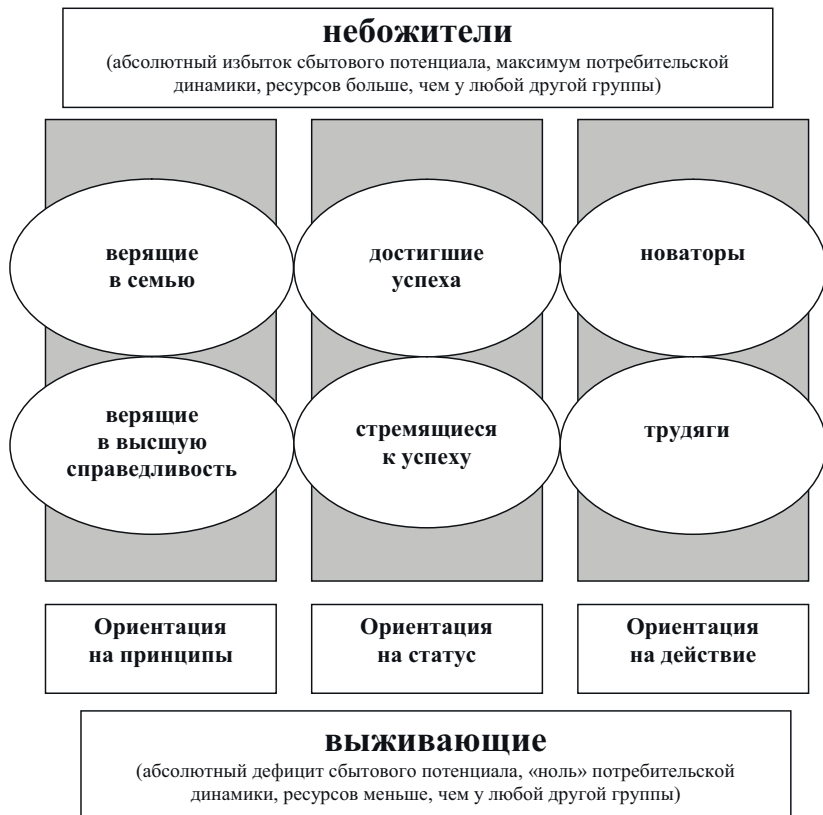 небожители
(абсолютный избыток сбытового потенциала, максимум потребительской
динамики, ресурсов больше, чем у любой другой группы)
верящие
в семью
достигшие
успеха
новаторы
верящие
в высшую
справедливость
стремящиеся
к успеху
трудяги
Ориентация
на принципы
Ориентация
на статус
Ориентация
на действие
выживающие
(абсолютный дефицит сбытового потенциала, «ноль» потребительской
динамики, ресурсов меньше, чем у любой другой группы)